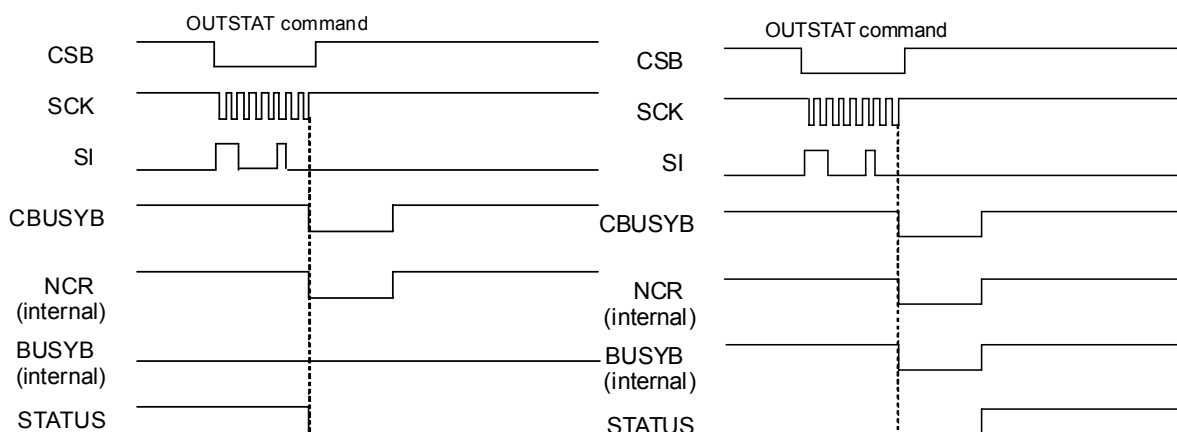 OUTSTAT command
CSB
SCK
SI
CBUSYB
NCR
(internal)
BUSYB
(internal)
STATUS
OUTSTAT command
CSB
SCK
SI
CBUSYB
NCR
(internal)
BUSYB
(internal)
STATUS